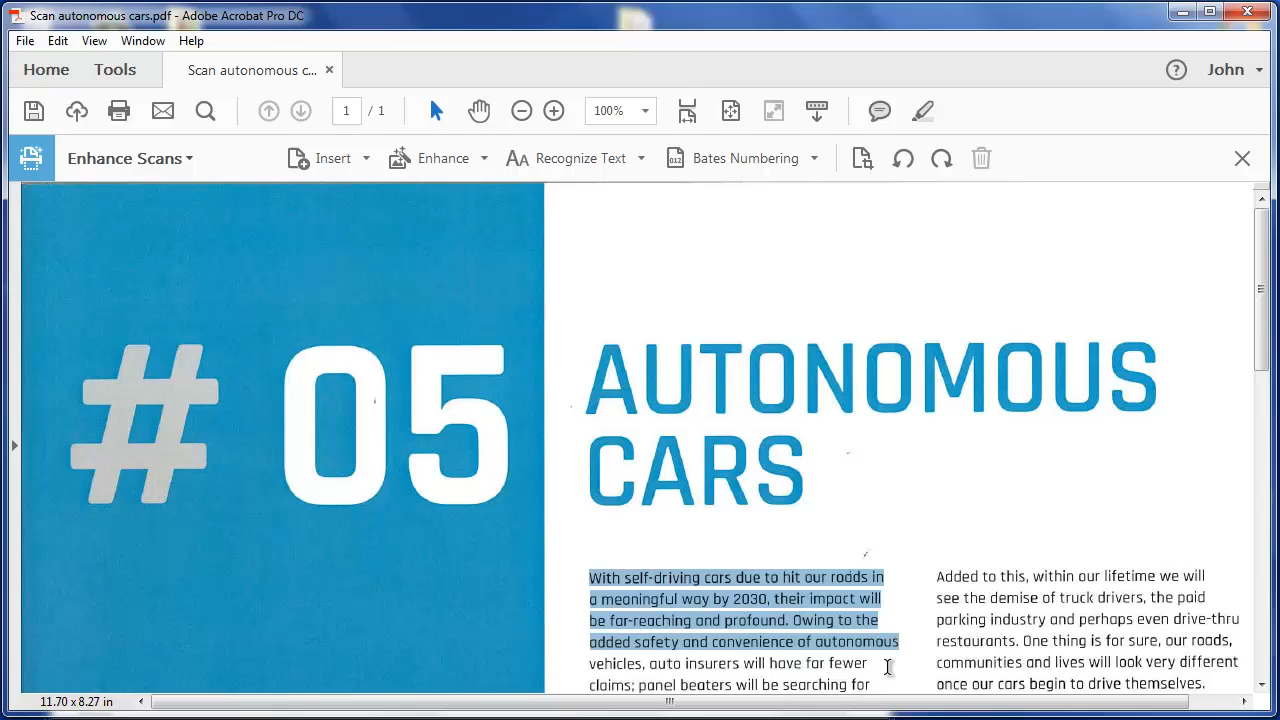 Scan autonomous cars.pdf - Adobe Acrobat Pro DC
File Edit View Window Help
Home Tools Scan autonomous c... John
1 / 1 100%
Enhance Scans Insert Enhance Recognize Text Bates Numbering
# 05
AUTONOMOUS
CARS
With self-driving cars due to hit our roads in
a meaningful way by 2030, their impact will
be far-reaching and profound. Owing to the
added safety and convenience of autonomous
vehicles, auto insurers will have far fewer
claims; panel beaters will be searching for
Added to this, within our lifetime we will
see the demise of truck drivers, the paid
parking industry and perhaps even drive-thru
restaurants. One thing is for sure, our roads,
communities and lives will look very different
once our cars begin to drive themselves.
11.70 x 8.27 in